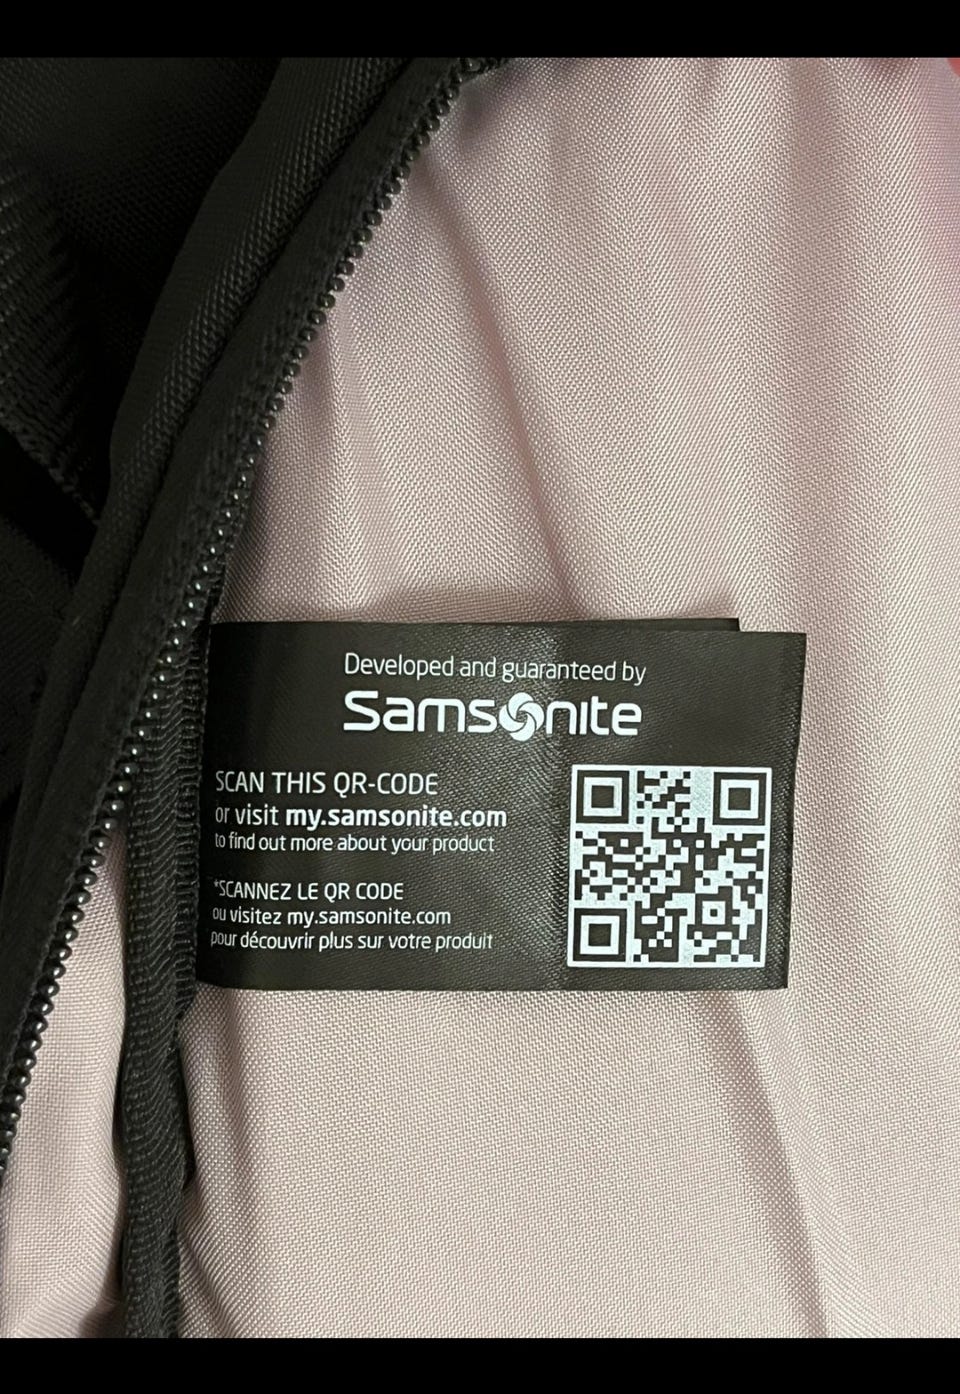 Developed and guaranteed by
Samsonite
SCAN THIS QR-CODE
or visit my.samsonite.com
to find out more about your product
*SCANNEZ LE QR CODE
ou visitez my.samsonite.com
pour découvrir plus sur votre produit